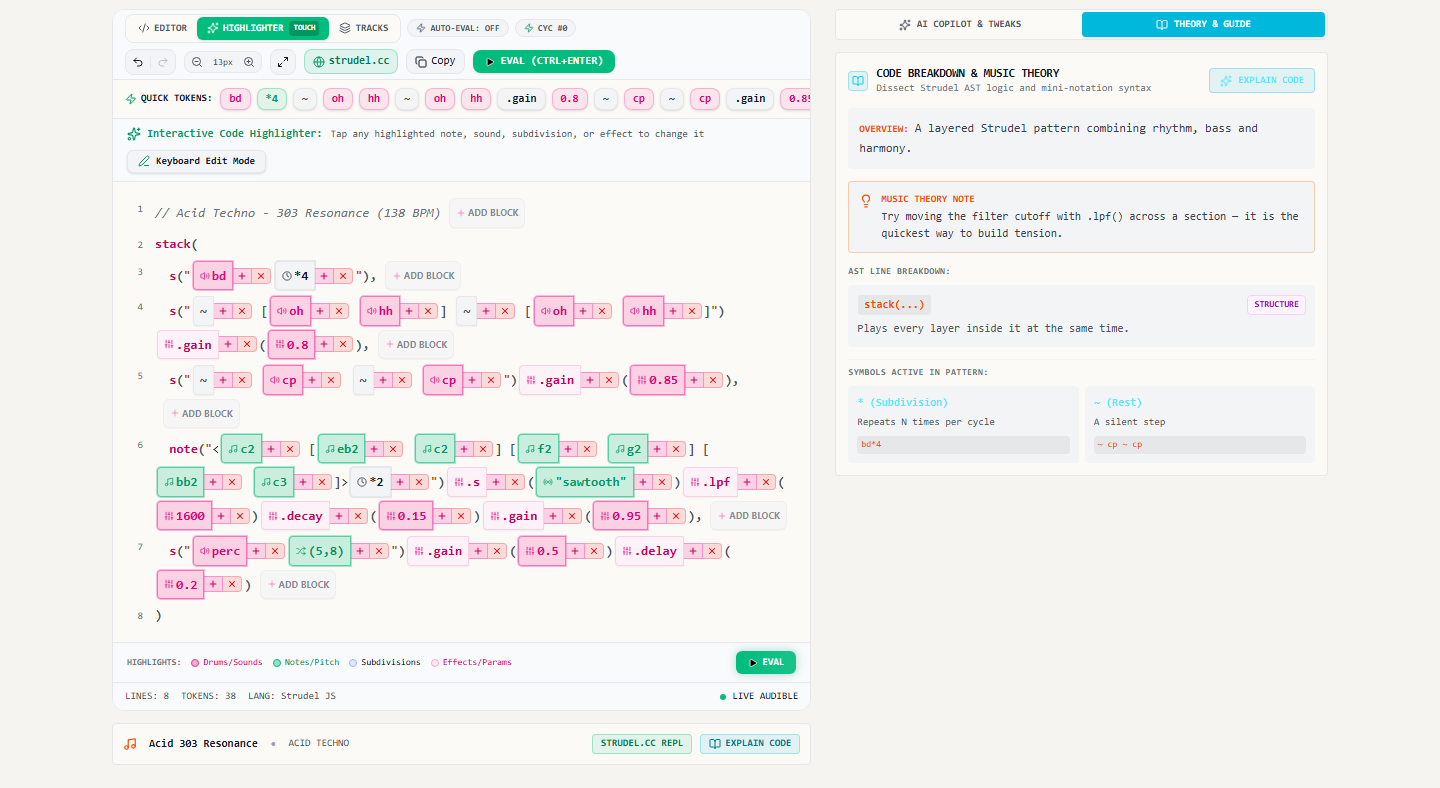 EDITOR HIGHLIGHTER TOUCH TRACKS AUTO-EVAL: OFF CYC #0
13px strudel.cc Copy EVAL (CTRL+ENTER)
QUICK TOKENS: bd *4 ~ oh hh ~ oh hh .gain 0.8 ~ cp ~ cp .gain 0.85
Interactive Code Highlighter: Tap any highlighted note, sound, subdivision, or effect to change it
Keyboard Edit Mode
1 // Acid Techno - 303 Resonance (138 BPM) + ADD BLOCK
2 stack(
3 s("bd + × *4 + × "), + ADD BLOCK
4 s(" ~ + × [ oh + × hh + × ] ~ + × [ oh + × hh + × ]")
.gain + × ( 0.8 + × ), + ADD BLOCK
5 s(" ~ + × cp + × ~ + × cp + × ") .gain + × ( 0.85 + × ),
+ ADD BLOCK
6 note("< c2 + × [ eb2 + × c2 + × ] [ f2 + × g2 + × ] [
bb2 + × c3 + × ]> *2 + × ") .s + × ( "sawtooth" + × ) .lpf + × (
1600 + × ) .decay + × ( 0.15 + × ) .gain + × ( 0.95 + × ), + ADD BLOCK
7 s(" perc + × (5,8) + × ") .gain + × ( 0.5 + × ) .delay + × (
0.2 + × ) + ADD BLOCK
8 )
HIGHLIGHTS: Drums/Sounds Notes/Pitch Subdivisions Effects/Params EVAL
LINES: 8 TOKENS: 38 LANG: Strudel JS LIVE AUDIBLE
Acid 303 Resonance • ACID TECHNO STRUDEL.CC REPL EXPLAIN CODE
AI COPILOT & TWEAKS THEORY & GUIDE
CODE BREAKDOWN & MUSIC THEORY EXPLAIN CODE
Dissect Strudel AST logic and mini-notation syntax
OVERVIEW: A layered Strudel pattern combining rhythm, bass and
harmony.
MUSIC THEORY NOTE
Try moving the filter cutoff with .lpf() across a section — it is the
quickest way to build tension.
AST LINE BREAKDOWN:
stack(...) STRUCTURE
Plays every layer inside it at the same time.
SYMBOLS ACTIVE IN PATTERN:
* (Subdivision)
Repeats N times per cycle
bd*4
~ (Rest)
A silent step
~ cp ~ cp